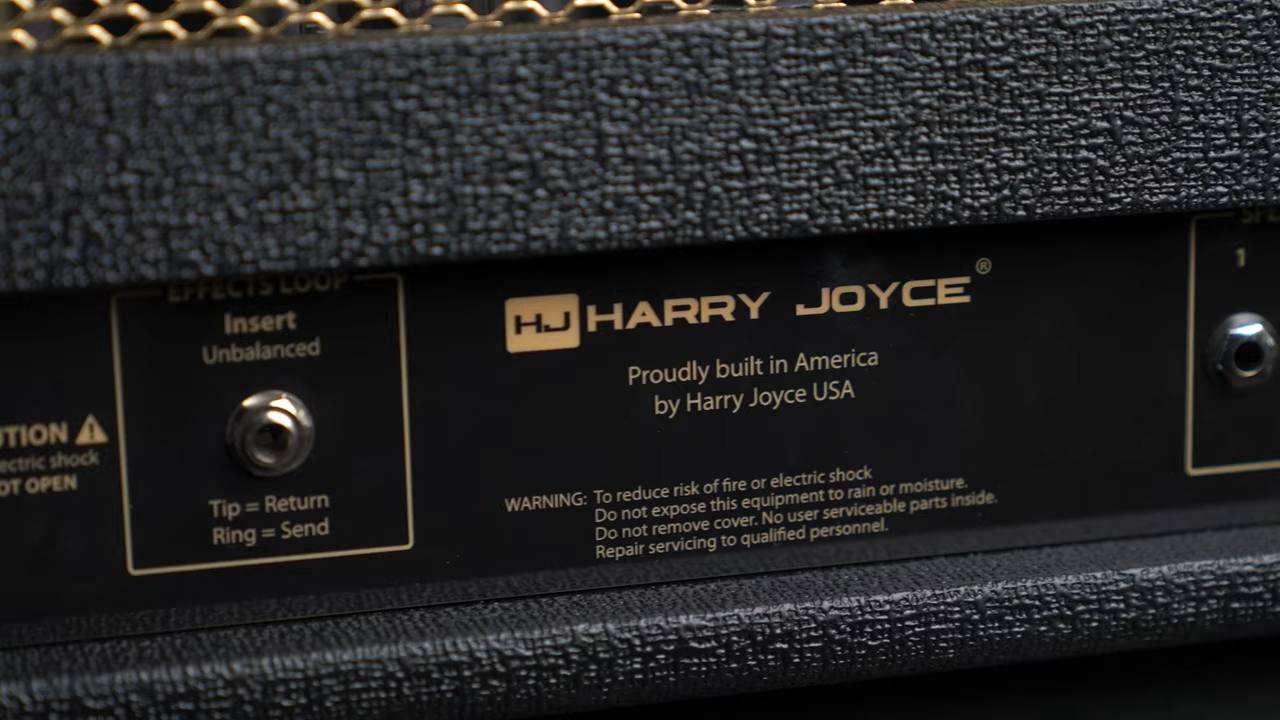 EFFECTS LOOP
Insert
Unbalanced
Tip = Return
Ring = Send
UTION
ectric shock
OT OPEN
HJ HARRY JOYCE ®
Proudly built in America
by Harry Joyce USA
WARNING: To reduce risk of fire or electric shock
Do not expose this equipment to rain or moisture.
Do not remove cover. No user serviceable parts inside.
Repair servicing to qualified personnel.
1